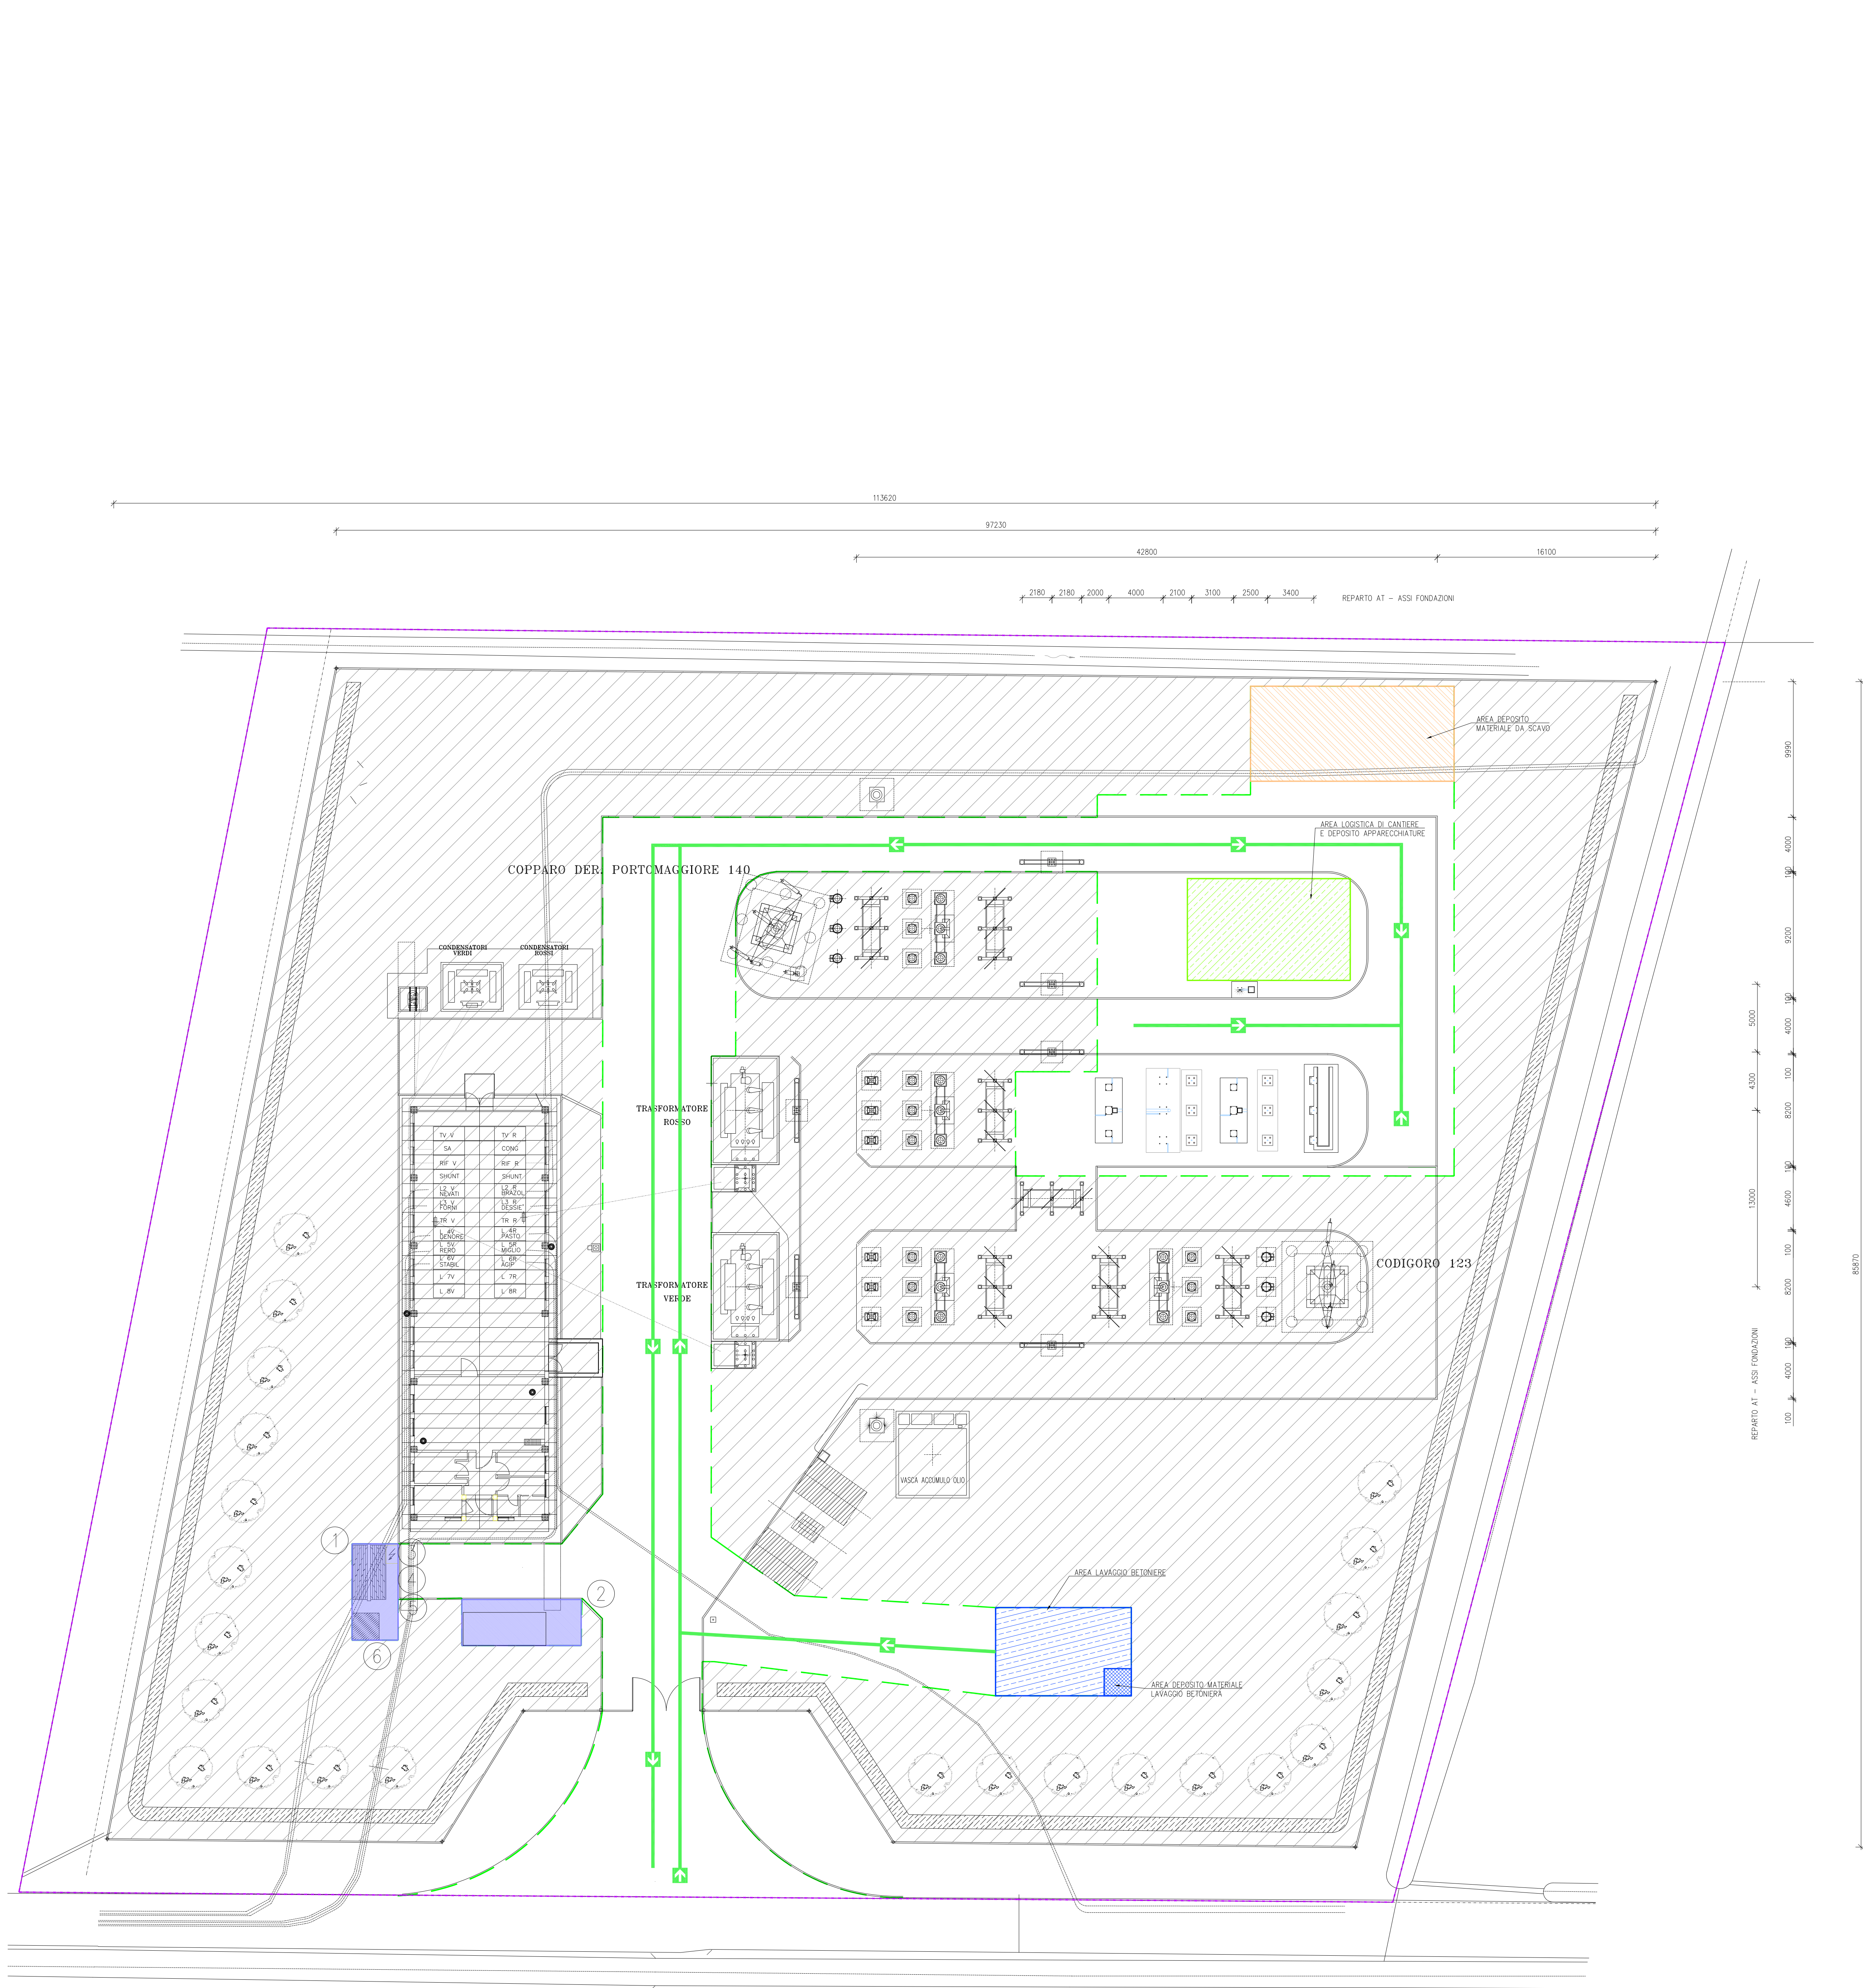 113620
97230
42800
16100
2180
2180
2000
4000
2100
3100
2500
3400
REPARTO AT - ASSI FONDAZIONI
AREA DEPOSITO
MATERIALE DA SCAVO
9990
AREA LOGISTICA DI CANTIERE
E DEPOSITO APPARECCHIATURE
4000
COPPARO DER. PORTOMAGGIORE 140
100
9200
CONDENSATORI
VERDI
CONDENSATORI
ROSSI
100
5000
4000
100
4300
8200
TRASFORMATORE
ROSSO
TV V
TV R
SA
CONG
RIF V
RIF R
SHUNT
SHUNT
L2 V
NEVATI
L2 R
BRAZOL
L3 V
FORNI
L3 R
DESSIE
TR V
TR R
L 4V
DENORE
L 4R
PASTO
L 5V
RERO
L 5R
MIGLIO
L 6V
STABIL
L 6R
AGIP
L 7V
L 7R
L 8V
L 8R
100
13000
4600
100
CODIGORO 123
8200
TRASFORMATORE
VERDE
85870
100
4000
100
REPARTO AT - ASSI FONDAZIONI
VASCA ACCUMULO OLIO
1
3
4
5
2
6
AREA LAVAGGIO BETONIERE
AREA DEPOSITO MATERIALE
LAVAGGIO BETONIERA